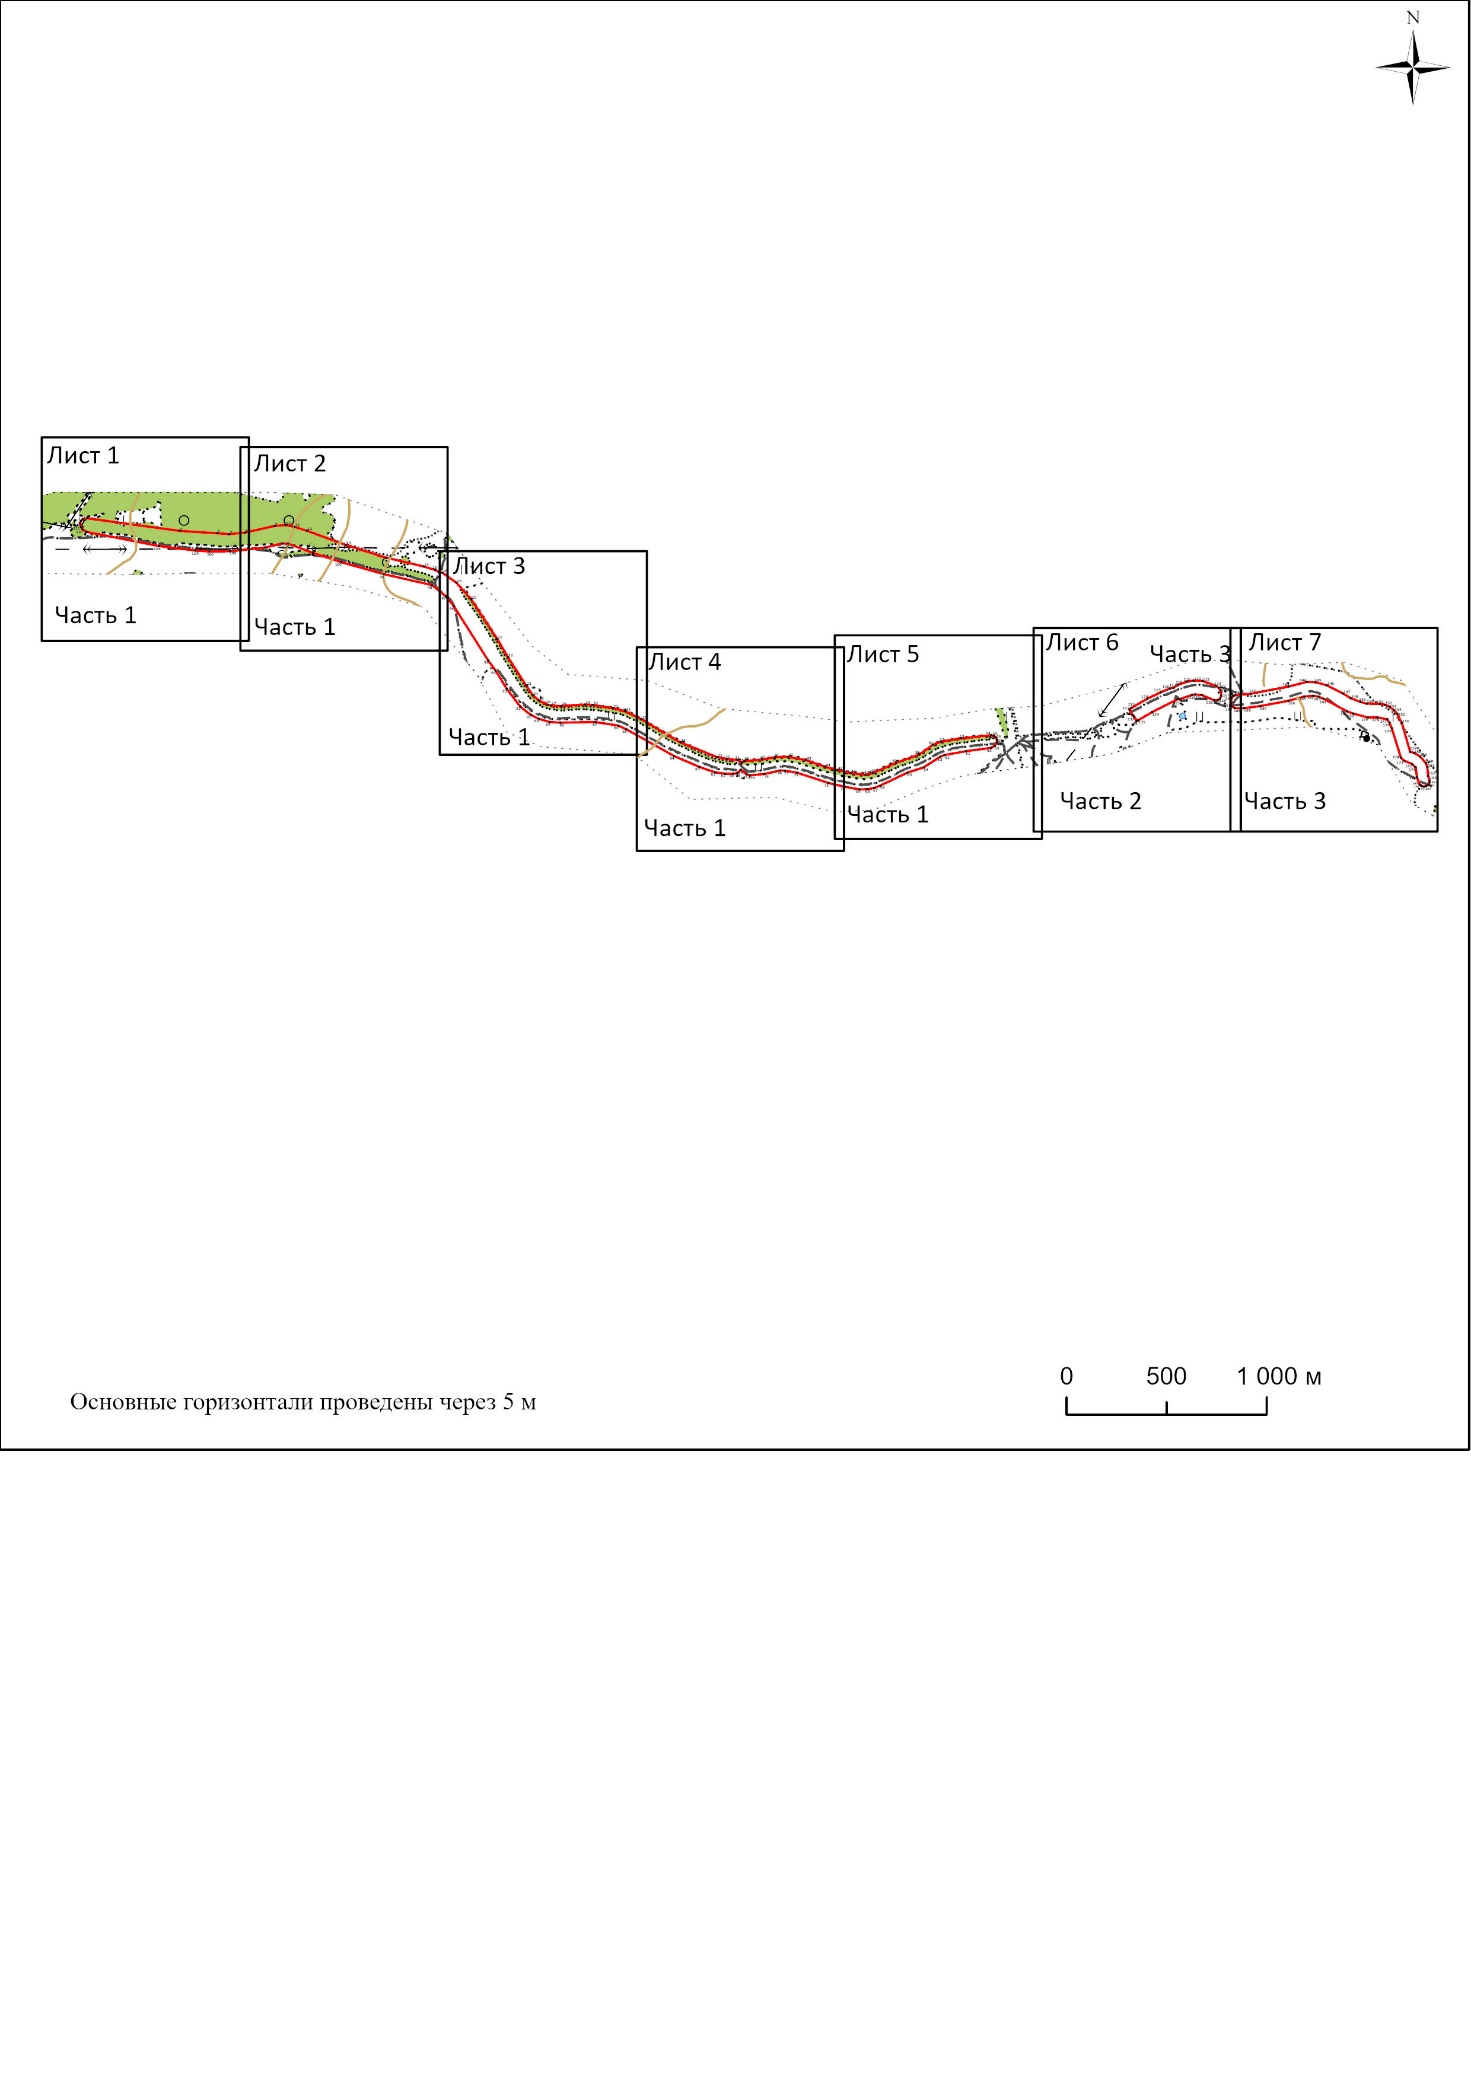 N
Лист 1
Лист 2
Часть 1
Часть 1
Лист 3
Часть 1
Лист 4
Часть 1
Лист 5
Часть 1
Лист 6
Часть 3
Часть 2
Лист 7
Часть 3
0 500 1 000 м
Основные горизонтали проведены через 5 м